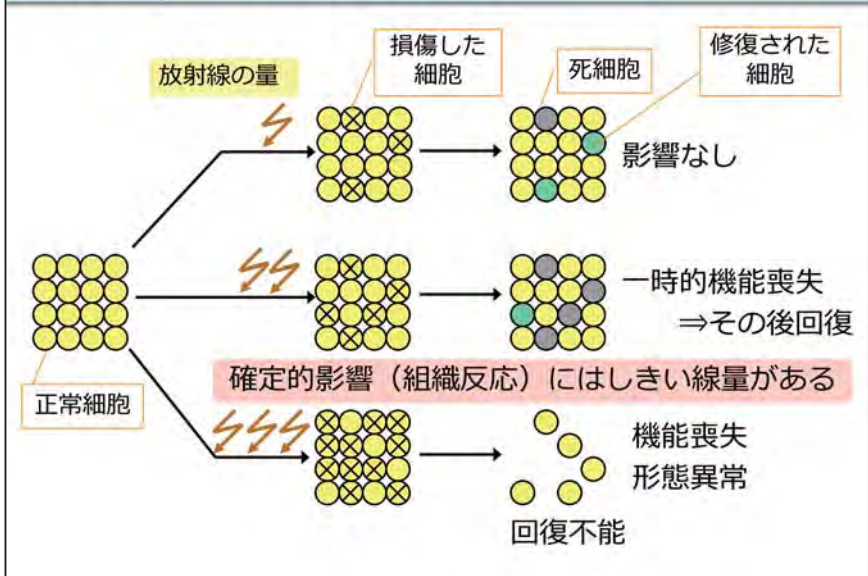 放射線の量
損傷した
細胞
死細胞
修復された
細胞
影響なし
正常細胞
一時的機能喪失
⇒その後回復
確定的影響（組織反応）にはしきい線量がある
機能喪失
形態異常
回復不能